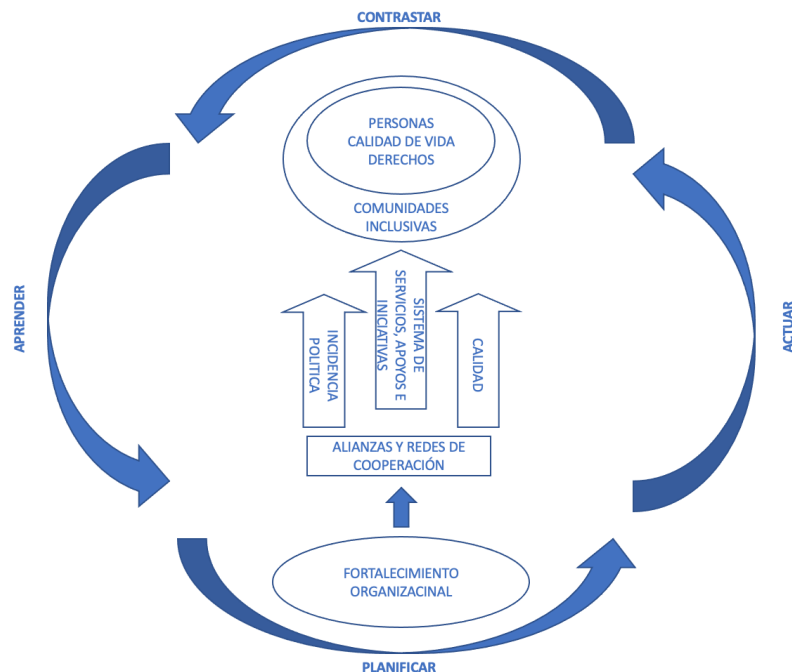 CONTRASTAR
PERSONAS
CALIDAD DE VIDA
DERECHOS
COMUNIDADES
INCLUSIVAS
APRENDER
INCIDENCIA
POLITICA
SISTEMA DE
SERVICIOS, APOYOS E
INICIATIVAS
CALIDAD
ACTUAR
ALIANZAS Y REDES DE
COOPERACIÓN
FORTALECIMIENTO
ORGANIZACINAL
PLANIFICAR